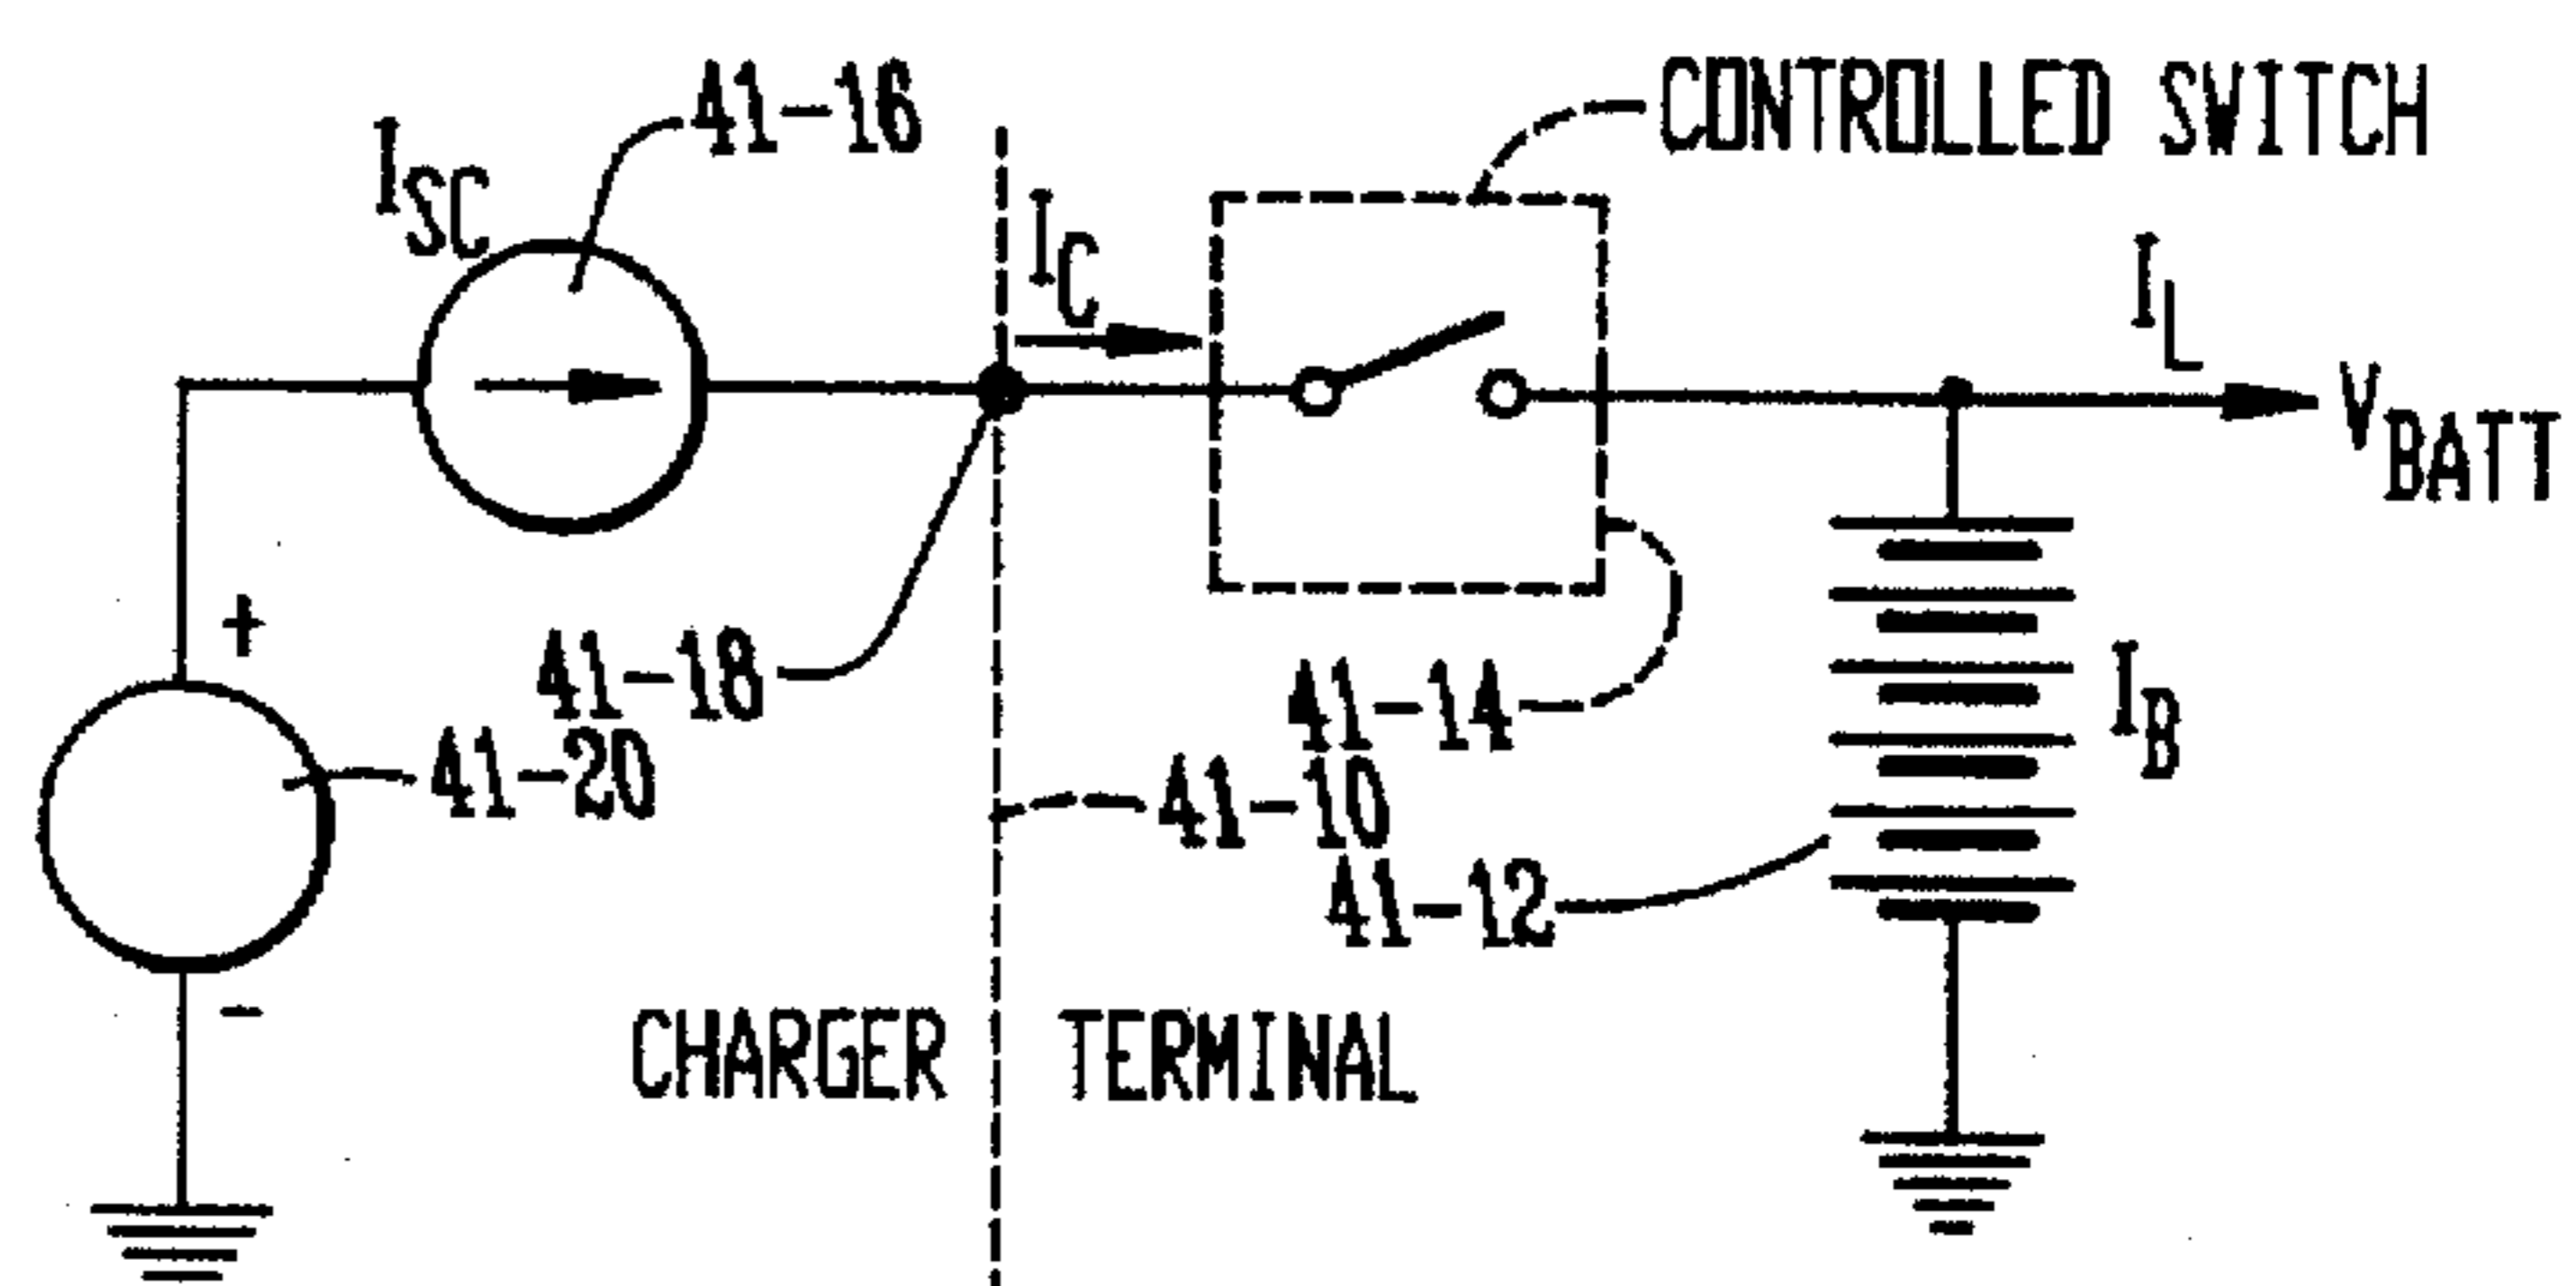 41-16
CONTROLLED SWITCH
ISC
IC
IL
VBATT
+
41-18
41-14
IB
41-20
41-10
41-12
-
CHARGER
TERMINAL